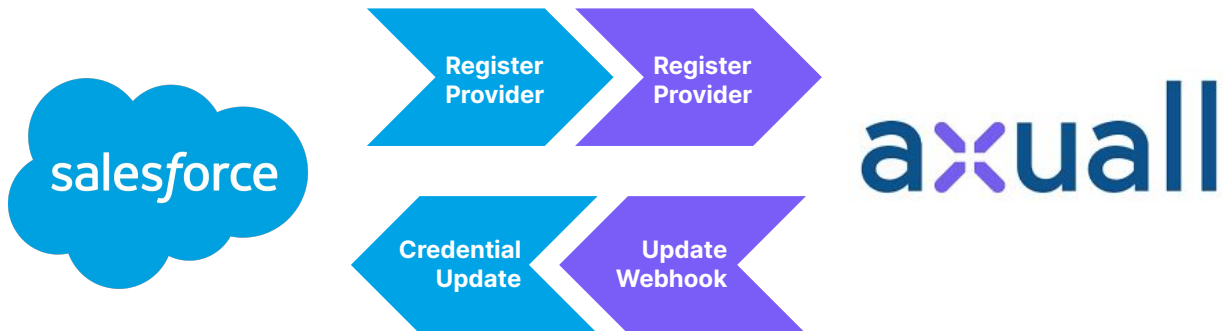 salesforce
Register
Provider
Register
Provider
axuall
Credential
Update
Update
Webhook